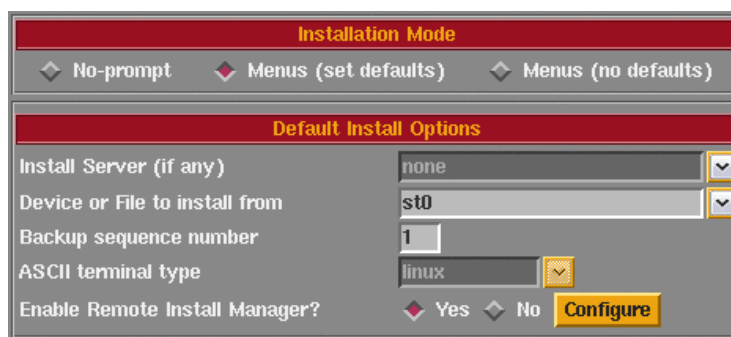 Installation Mode
No-prompt Menus (set defaults) Menus (no defaults)
Default Install Options
Install Server (if any) none
Device or File to install from st0
Backup sequence number 1
ASCII terminal type linux
Enable Remote Install Manager? Yes No Configure